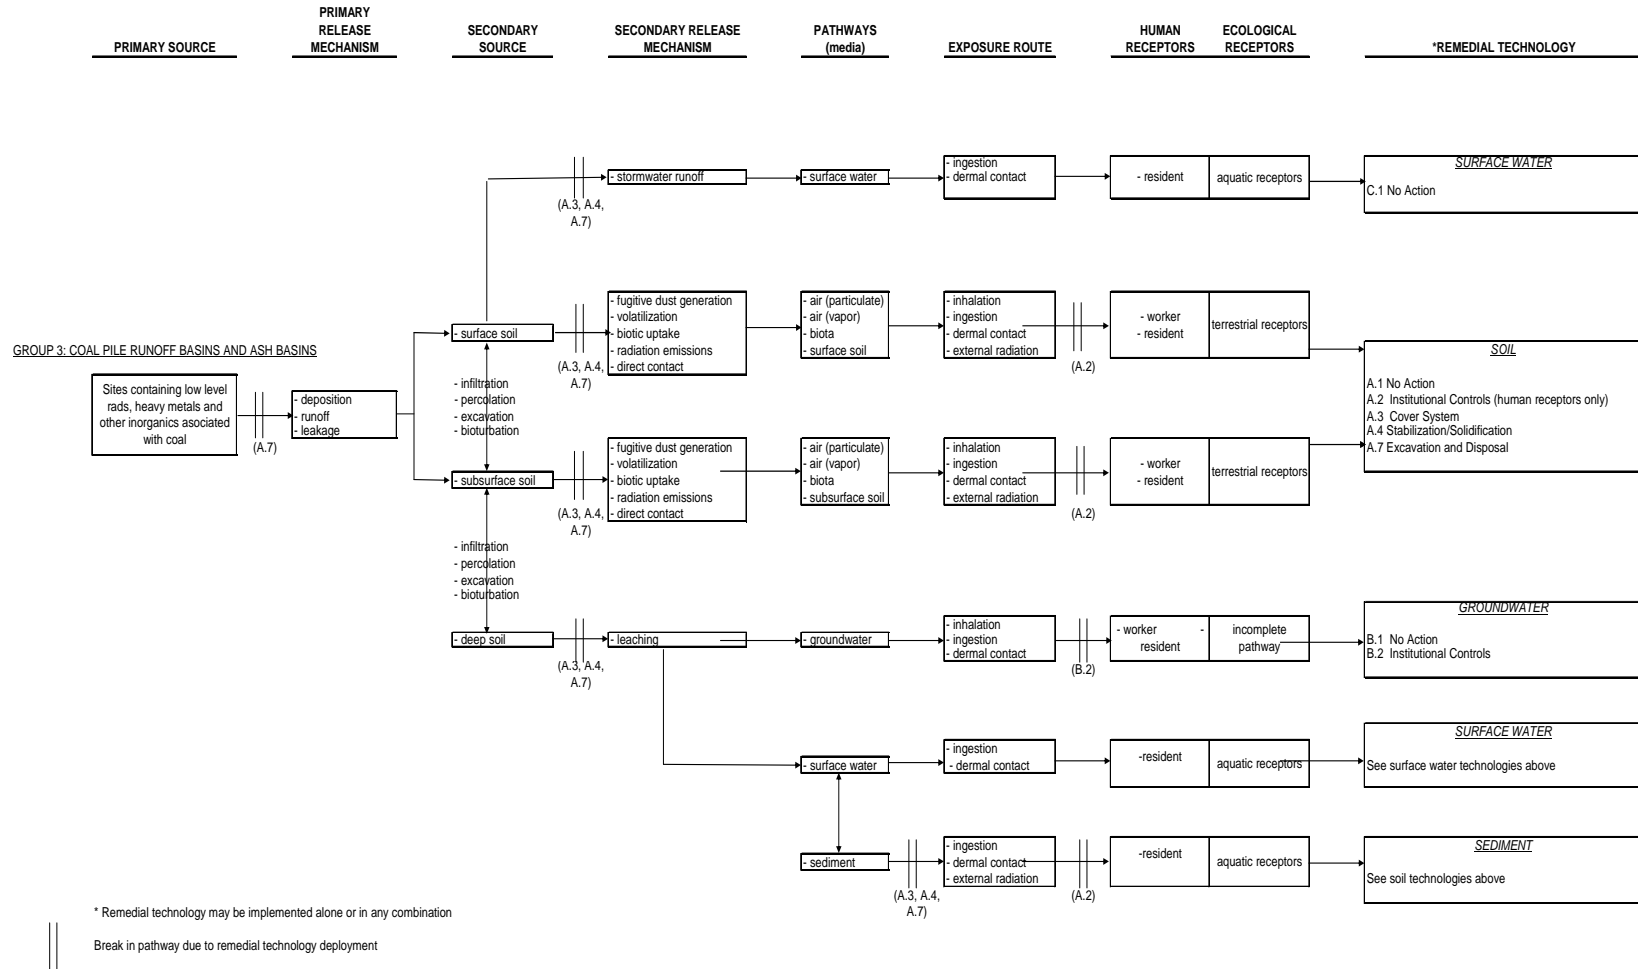 PRIMARY SOURCE
PRIMARY
RELEASE
MECHANISM
SECONDARY
SOURCE
SECONDARY RELEASE
MECHANISM
PATHWAYS
(media)
EXPOSURE ROUTE
HUMAN
RECEPTORS
ECOLOGICAL
RECEPTORS
*REMEDIAL TECHNOLOGY
(A.3, A.4,
A.7)
- stormwater runoff
- surface water
- ingestion
- dermal contact
- resident
aquatic receptors
SURFACE WATER
C.1 No Action
GROUP 3: COAL PILE RUNOFF BASINS AND ASH BASINS
Sites containing low level
rads, heavy metals and
other inorganics asociated
with coal
(A.7)
- deposition
- runoff
- leakage
- surface soil
(A.3, A.4,
A.7)
- fugitive dust generation
- volatilization
- biotic uptake
- radiation emissions
- direct contact
- air (particulate)
- air (vapor)
- biota
- surface soil
- inhalation
- ingestion
- dermal contact
- external radiation
(A.2)
- worker
- resident
terrestrial receptors
SOIL
A.1 No Action
A.2 Institutional Controls (human receptors only)
A.3 Cover System
A.4 Stabilization/Solidification
A.7 Excavation and Disposal
- infiltration
- percolation
- excavation
- bioturbation
- subsurface soil
(A.3, A.4,
A.7)
- fugitive dust generation
- volatilization
- biotic uptake
- radiation emissions
- direct contact
- air (particulate)
- air (vapor)
- biota
- subsurface soil
- inhalation
- ingestion
- dermal contact
- external radiation
(A.2)
- worker
- resident
terrestrial receptors
- infiltration
- percolation
- excavation
- bioturbation
- deep soil
(A.3, A.4,
A.7)
- leaching
- groundwater
- inhalation
- ingestion
- dermal contact
(B.2)
- worker -
resident
incomplete
pathway
GROUNDWATER
B.1 No Action
B.2 Institutional Controls
- surface water
- ingestion
- dermal contact
-resident
aquatic receptors
SURFACE WATER
See surface water technologies above
- sediment
(A.3, A.4,
A.7)
- ingestion
- dermal contact
- external radiation
(A.2)
-resident
aquatic receptors
SEDIMENT
See soil technologies above
* Remedial technology may be implemented alone or in any combination
Break in pathway due to remedial technology deployment